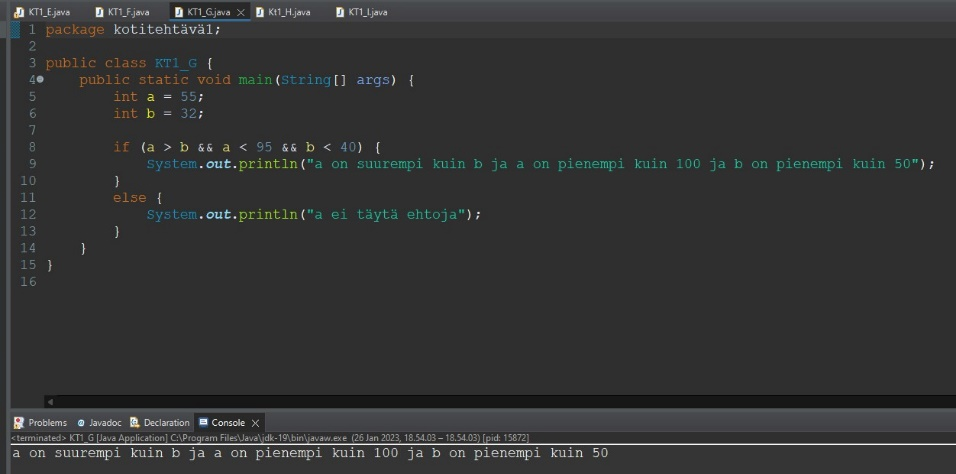 KT1_E.java KT1_F.java KT1_G.java Kt1_H.java KT1_I.java
1 package kotitehtävä1;
2
3 public class KT1_G {
4 public static void main(String[] args) {
5 int a = 55;
6 int b = 32;
7
8 if (a > b && a < 95 && b < 40) {
9 System.out.println("a on suurempi kuin b ja a on pienempi kuin 100 ja b on pienempi kuin 50");
10 }
11 else {
12 System.out.println("a ei täytä ehtoja");
13 }
14 }
15 }
16
Problems Javadoc Declaration Console
<terminated> KT1_G [Java Application] C:\Program Files\Java\jdk-19\bin\javaw.exe (26 Jan 2023, 18.54.03 – 18.54.03) [pid: 15872]
a on suurempi kuin b ja a on pienempi kuin 100 ja b on pienempi kuin 50